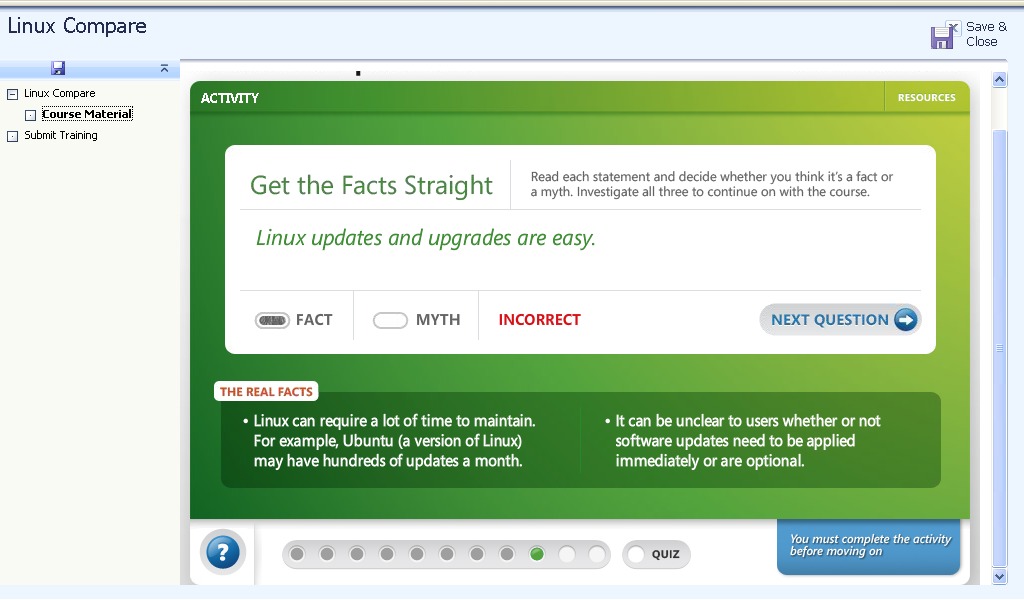 Linux Compare
Save &
Close
Linux Compare
Course Material
Submit Training
ACTIVITY
RESOURCES
Get the Facts Straight
Read each statement and decide whether you think it's a fact or
a myth. Investigate all three to continue on with the course.
Linux updates and upgrades are easy.
FACT
MYTH
INCORRECT
NEXT QUESTION
THE REAL FACTS
• Linux can require a lot of time to maintain.
For example, Ubuntu (a version of Linux)
may have hundreds of updates a month.
• It can be unclear to users whether or not
software updates need to be applied
immediately or are optional.
?
QUIZ
You must complete the activity
before moving on